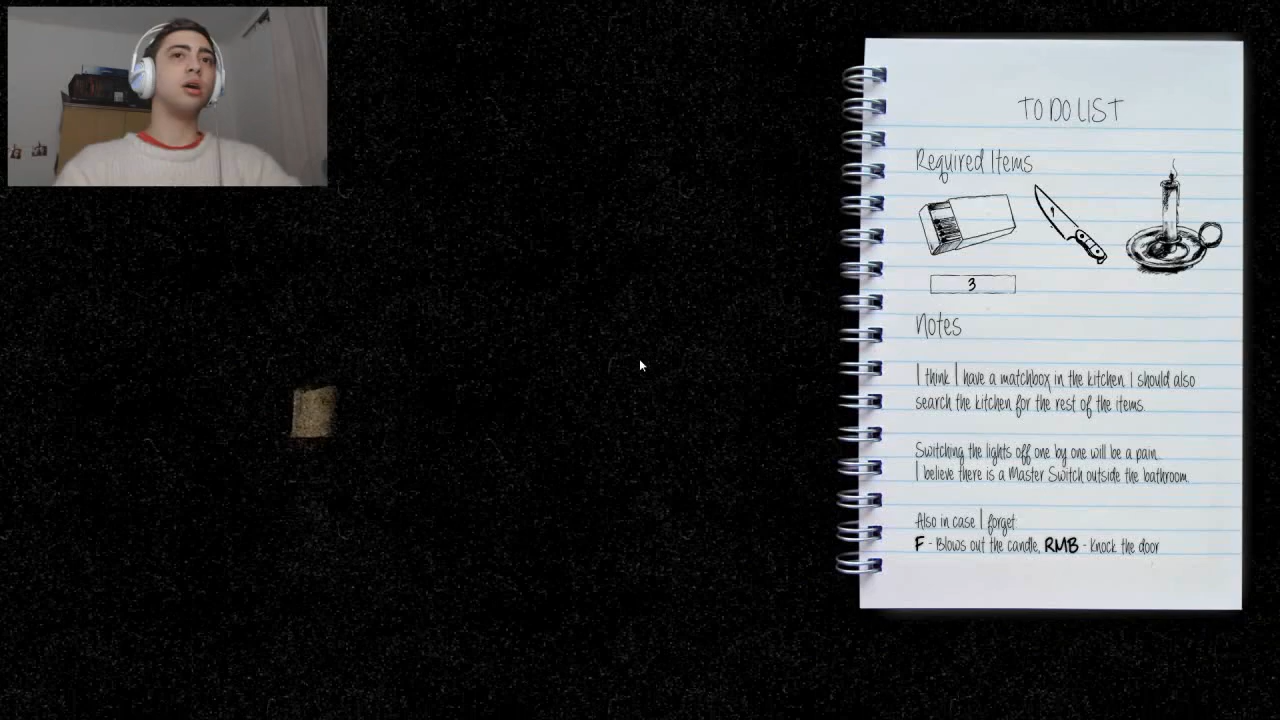 TO DO LIST
Required Items
3
Notes
I think I have a matchbox in the kitchen. I should also
search the kitchen for the rest of the items.
Switching the lights off one by one will be a pain.
I believe there is a Master Switch outside the bathroom.
Also in case I forget:
F - Blows out the candle, RMB - Knock the door